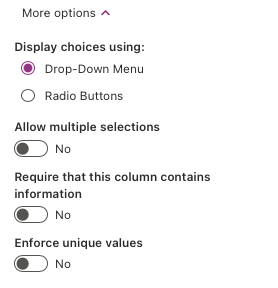 More options
Display choices using:
Drop-Down Menu
Radio Buttons
Allow multiple selections
No
Require that this column contains
information
No
Enforce unique values
No